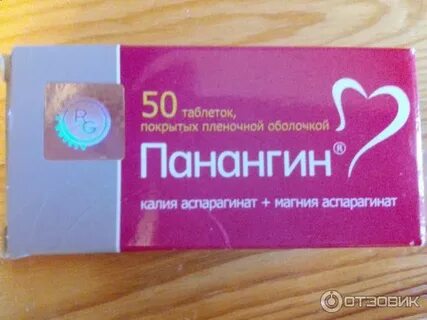 50 таблеток,
покрытых пленочной оболочкой
Панангин®
калия аспарагинат + магния аспарагинат
RG
ОТЗОВИК